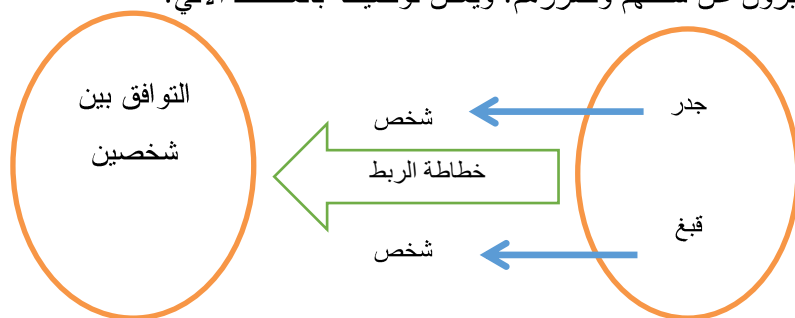 جدر
شخص
التوافق بين
شخصين
خطاطة الربط
قبغ
شخص